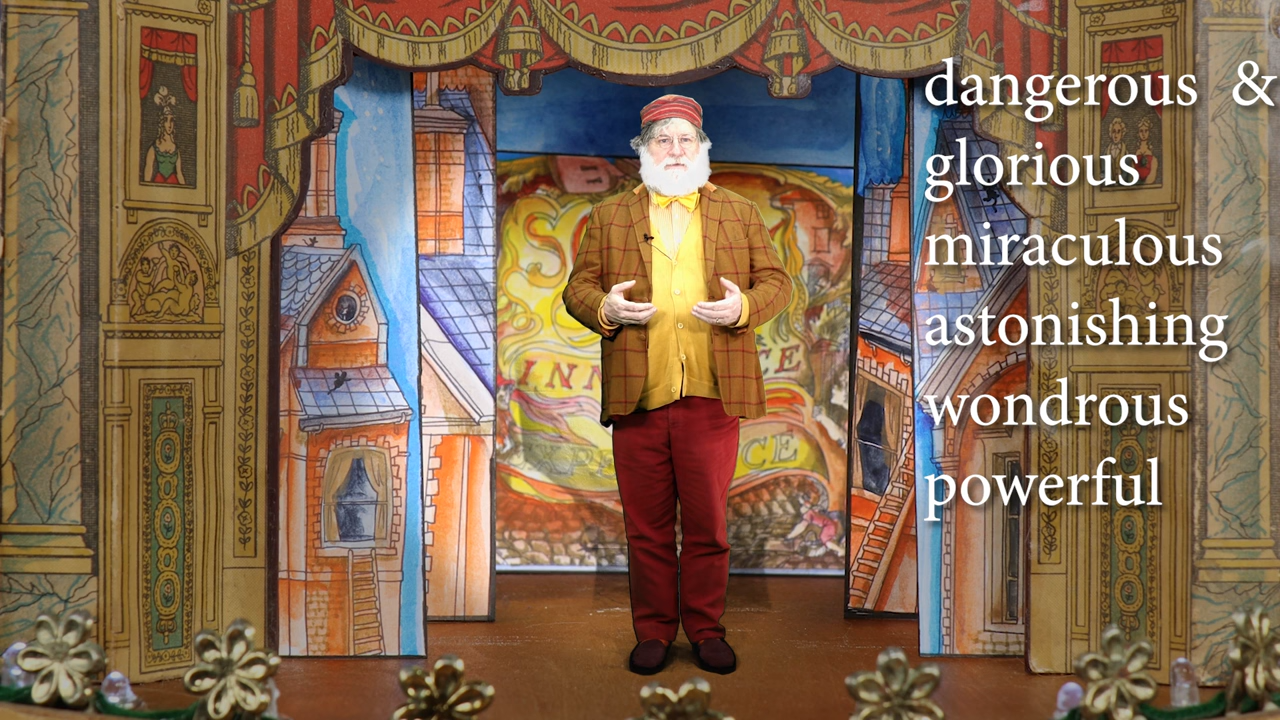 dangerous &
glorious
miraculous
astonishing
wondrous
powerful